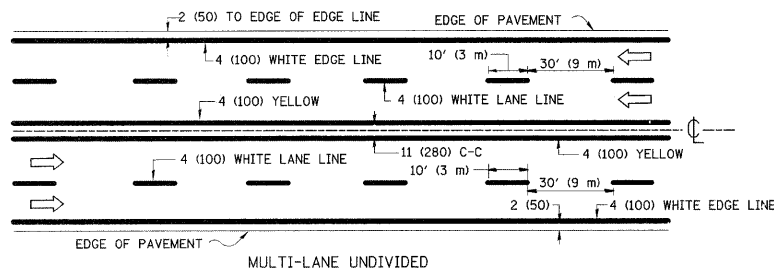 2 (50) TO EDGE OF EDGE LINE
EDGE OF PAVEMENT
4 (100) WHITE EDGE LINE
10' (3 m)
30' (9 m)
4 (100) YELLOW
4 (100) WHITE LANE LINE
CL
4 (100) WHITE LANE LINE
11 (280) C-C
4 (100) YELLOW
10' (3 m)
30' (9 m)
2 (50)
4 (100) WHITE EDGE LINE
EDGE OF PAVEMENT
MULTI-LANE UNDIVIDED